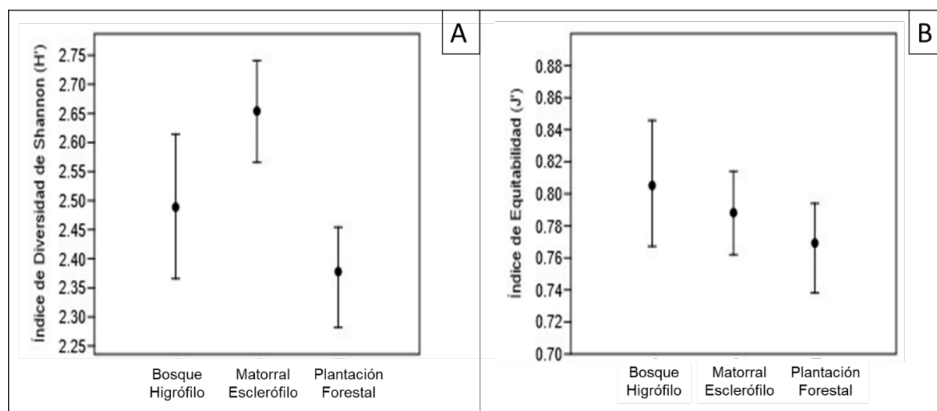 A
Índice de Diversidad de Shannon (H')
2.75
2.70
2.65
2.60
2.55
2.50
2.45
2.40
2.35
2.30
2.25
Bosque
Higrófilo
Matorral
Esclerófilo
Plantación
Forestal
B
Índice de Equitabilidad (J')
0.88
0.86
0.84
0.82
0.80
0.78
0.76
0.74
0.72
0.70
Bosque
Higrófilo
Matorral
Esclerófilo
Plantación
Forestal